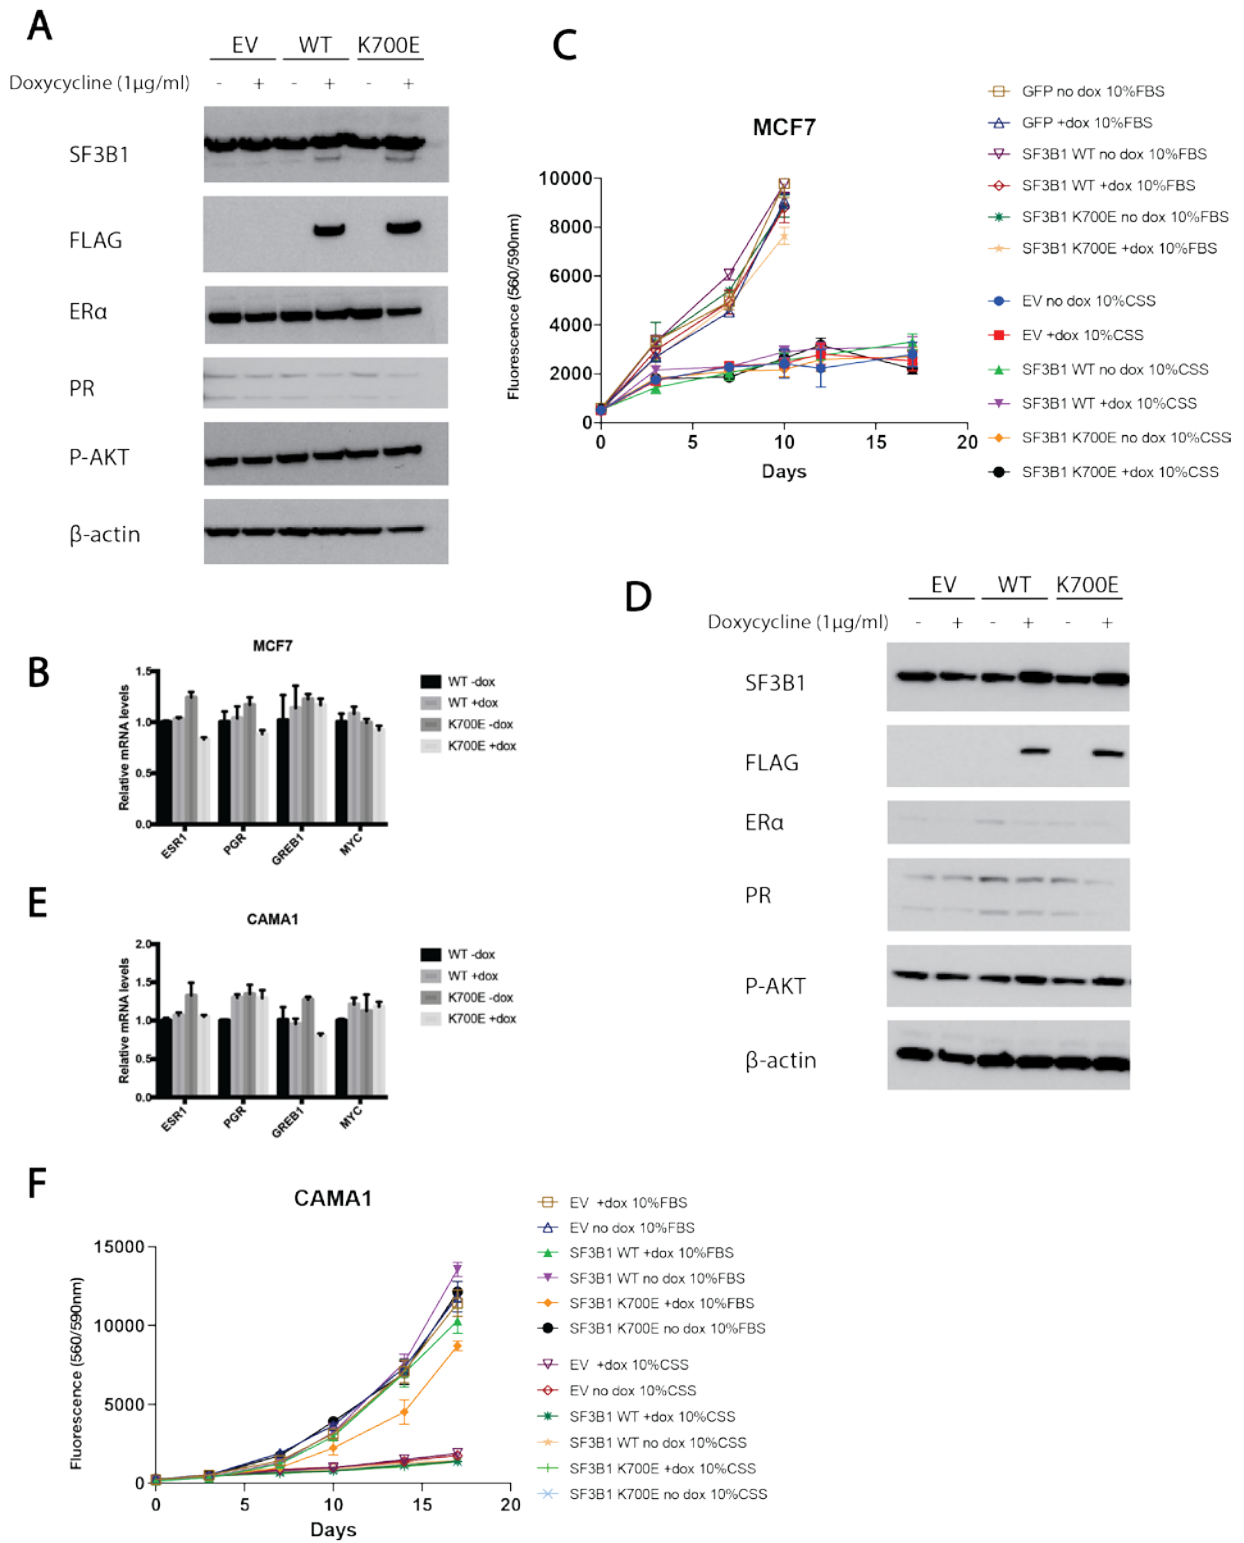 A
EV WT K700E
Doxycycline (1µg/ml) - + - + - +
SF3B1
FLAG
ERα
PR
P-AKT
β-actin
C
MCF7
Fluorescence (560/590nm)
10000
8000
6000
4000
2000
0
0 5 10 15 20
Days
GFP no dox 10%FBS
GFP +dox 10%FBS
SF3B1 WT no dox 10%FBS
SF3B1 WT +dox 10%FBS
SF3B1 K700E no dox 10%FBS
SF3B1 K700E +dox 10%FBS
EV no dox 10%CSS
EV +dox 10%CSS
SF3B1 WT no dox 10%CSS
SF3B1 WT +dox 10%CSS
SF3B1 K700E no dox 10%CSS
SF3B1 K700E +dox 10%CSS
B
MCF7
Relative mRNA levels
1.5
1.0
0.5
0.0
ESR1 PGR GREB1 MYC
WT -dox
WT +dox
K700E -dox
K700E +dox
D
EV WT K700E
Doxycycline (1µg/ml) - + - + - +
SF3B1
FLAG
ERα
PR
P-AKT
β-actin
E
CAMA1
Relative mRNA levels
2.0
1.5
1.0
0.5
0.0
ESR1 PGR GREB1 MYC
WT -dox
WT +dox
K700E -dox
K700E +dox
F
CAMA1
Fluorescence (560/590nm)
15000
10000
5000
0
0 5 10 15 20
Days
EV +dox 10%FBS
EV no dox 10%FBS
SF3B1 WT +dox 10%FBS
SF3B1 WT no dox 10%FBS
SF3B1 K700E +dox 10%FBS
SF3B1 K700E no dox 10%FBS
EV +dox 10%CSS
EV no dox 10%CSS
SF3B1 WT +dox 10%CSS
SF3B1 WT no dox 10%CSS
SF3B1 K700E +dox 10%CSS
SF3B1 K700E no dox 10%CSS